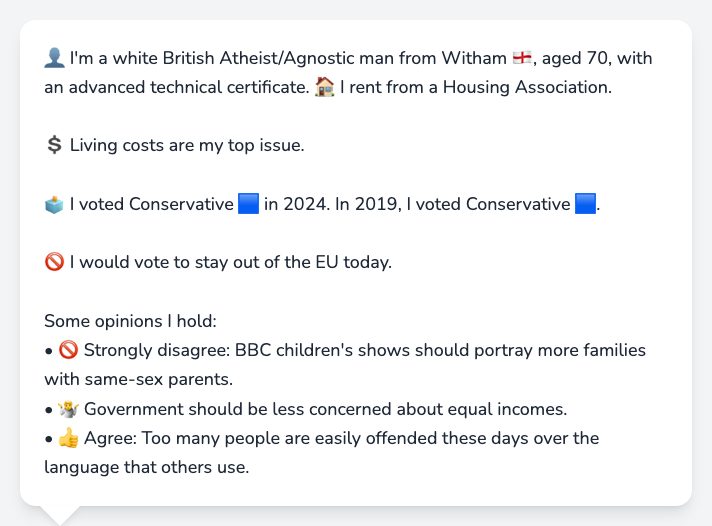 👤 I'm a white British Atheist/Agnostic man from Witham 🏴󠁧󠁢󠁥󠁮󠁧󠁿, aged 70, with
an advanced technical certificate. 🏠 I rent from a Housing Association.
💲 Living costs are my top issue.
🗳️ I voted Conservative 🟦 in 2024. In 2019, I voted Conservative 🟦.
🚫 I would vote to stay out of the EU today.
Some opinions I hold:
• 🚫 Strongly disagree: BBC children's shows should portray more families
with same-sex parents.
• 🤷 Government should be less concerned about equal incomes.
• 👍 Agree: Too many people are easily offended these days over the
language that others use.